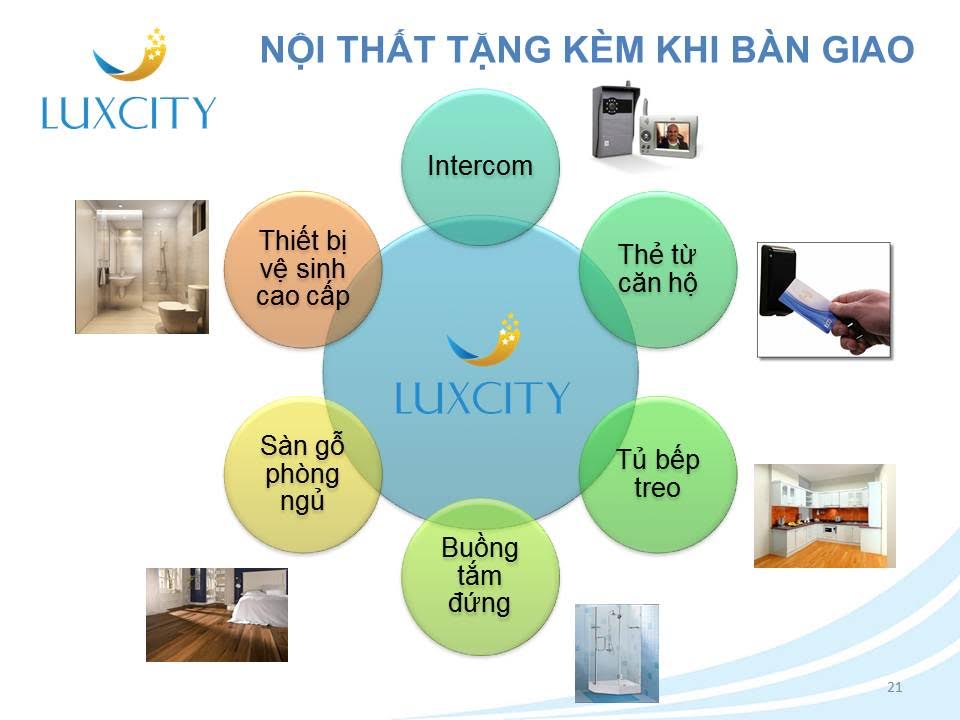 LUXCITY
NỘI THẤT TẶNG KÈM KHI BÀN GIAO
Intercom
Thẻ từ
căn hộ
Tủ bếp
treo
Buồng
tắm
đứng
Sàn gỗ
phòng
ngủ
Thiết bị
vệ sinh
cao cấp
LUXCITY
21